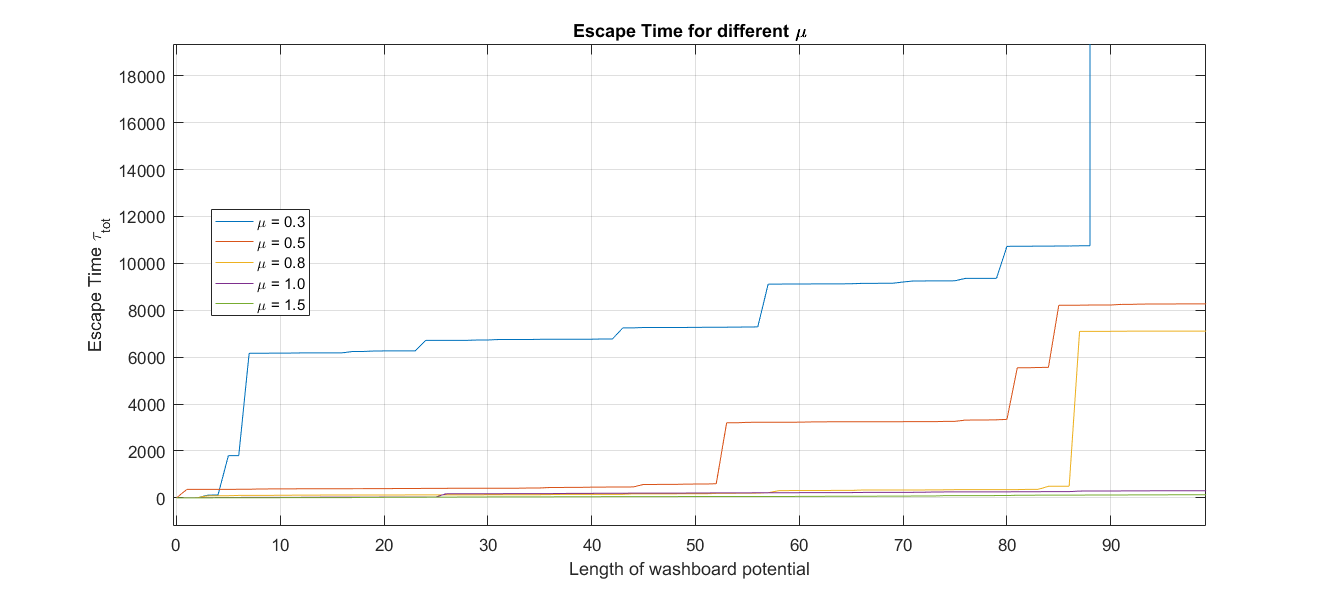 Escape Time for different μ
18000
16000
14000
12000
10000
8000
6000
4000
2000
0
Escape Time τtot
μ = 0.3
μ = 0.5
μ = 0.8
μ = 1.0
μ = 1.5
0 10 20 30 40 50 60 70 80 90
Length of washboard potential